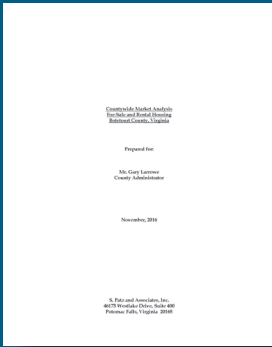 Countywide Market Analysis
For-Sale and Rental Housing
Botetourt County, Virginia
Prepared for:
Mr. Gary Larrowe
County Administrator
November, 2016
S. Patz and Associates, Inc.
46175 Westlake Drive, Suite 400
Potomac Falls, Virginia 20165